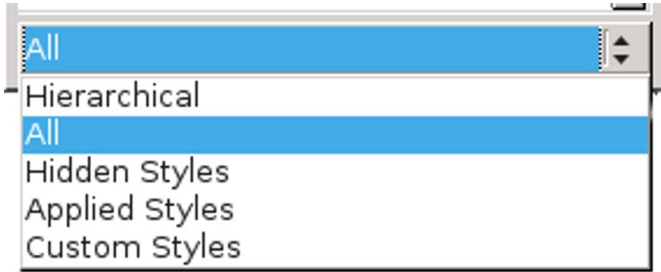 All
Hierarchical
All
Hidden Styles
Applied Styles
Custom Styles